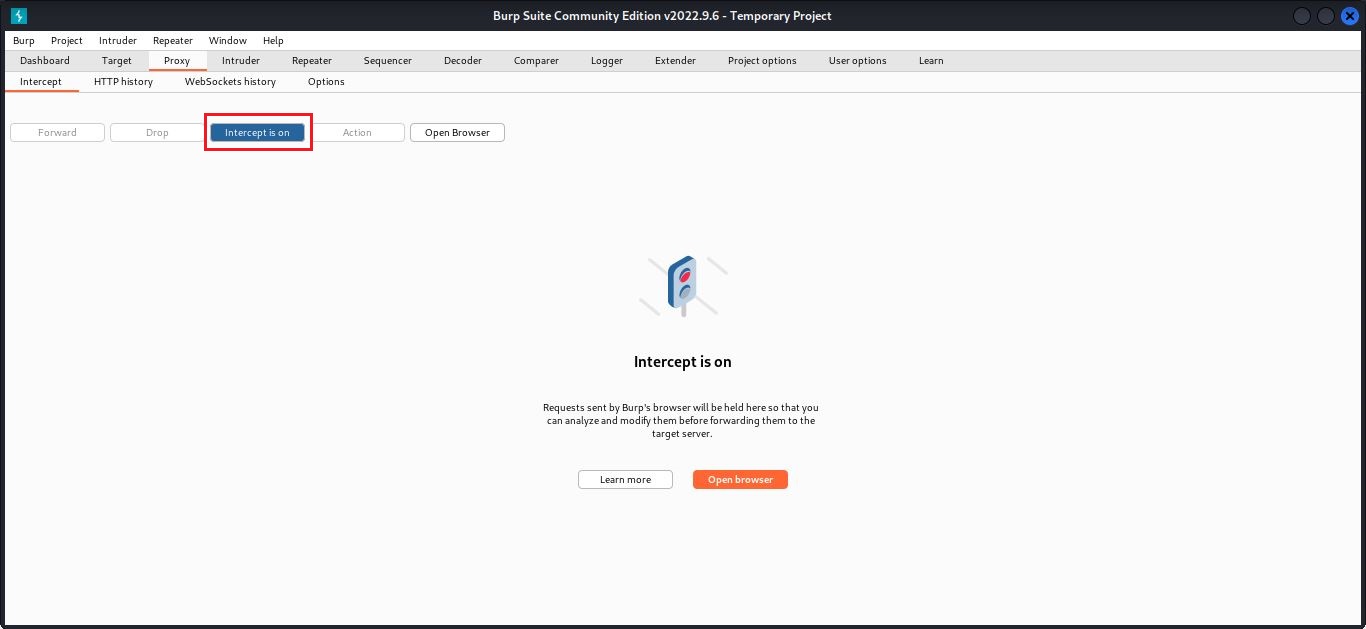 Burp Suite Community Edition v2022.9.6 - Temporary Project
Burp Project Intruder Repeater Window Help
Dashboard Target Proxy Intruder Repeater Sequencer Decoder Comparer Logger Extender Project options User options Learn
Intercept HTTP history WebSockets history Options
Forward Drop Intercept is on Action Open Browser
Intercept is on
Requests sent by Burp's browser will be held here so that you
can analyze and modify them before forwarding them to the
target server.
Learn more Open browser